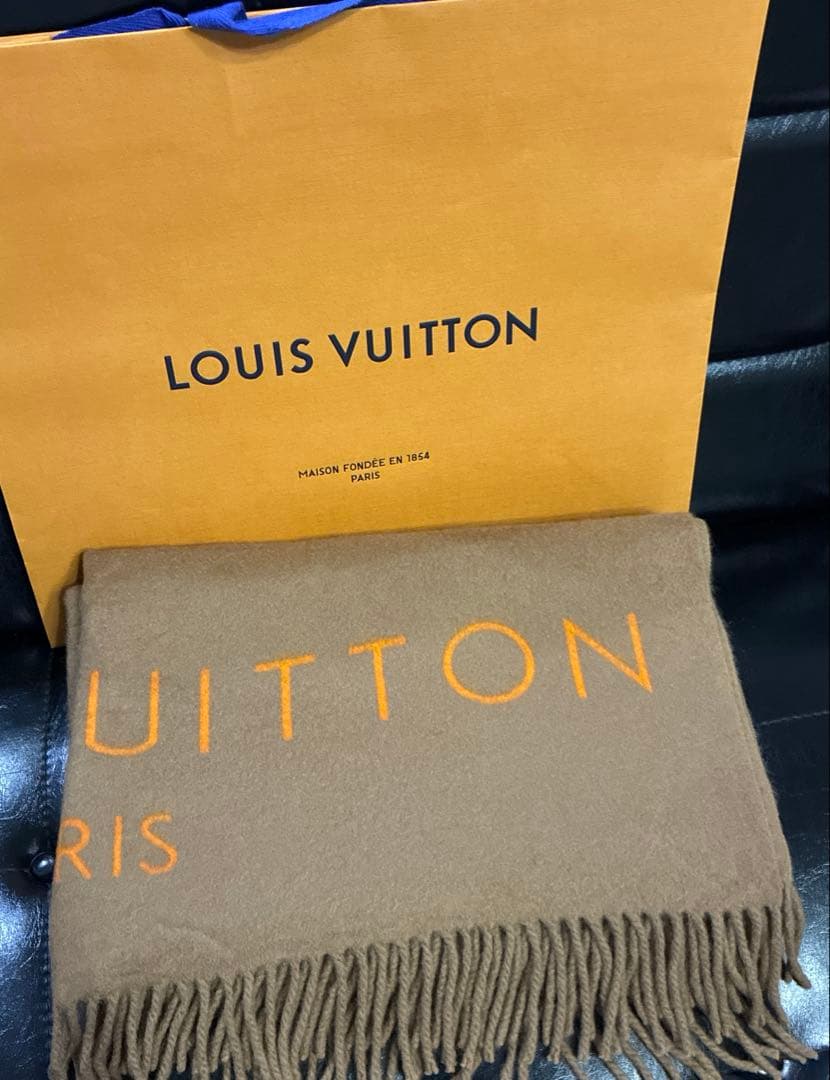 LOUIS VUITTON
MAISON FONDÉE EN 1854
PARIS
UITTON
RIS